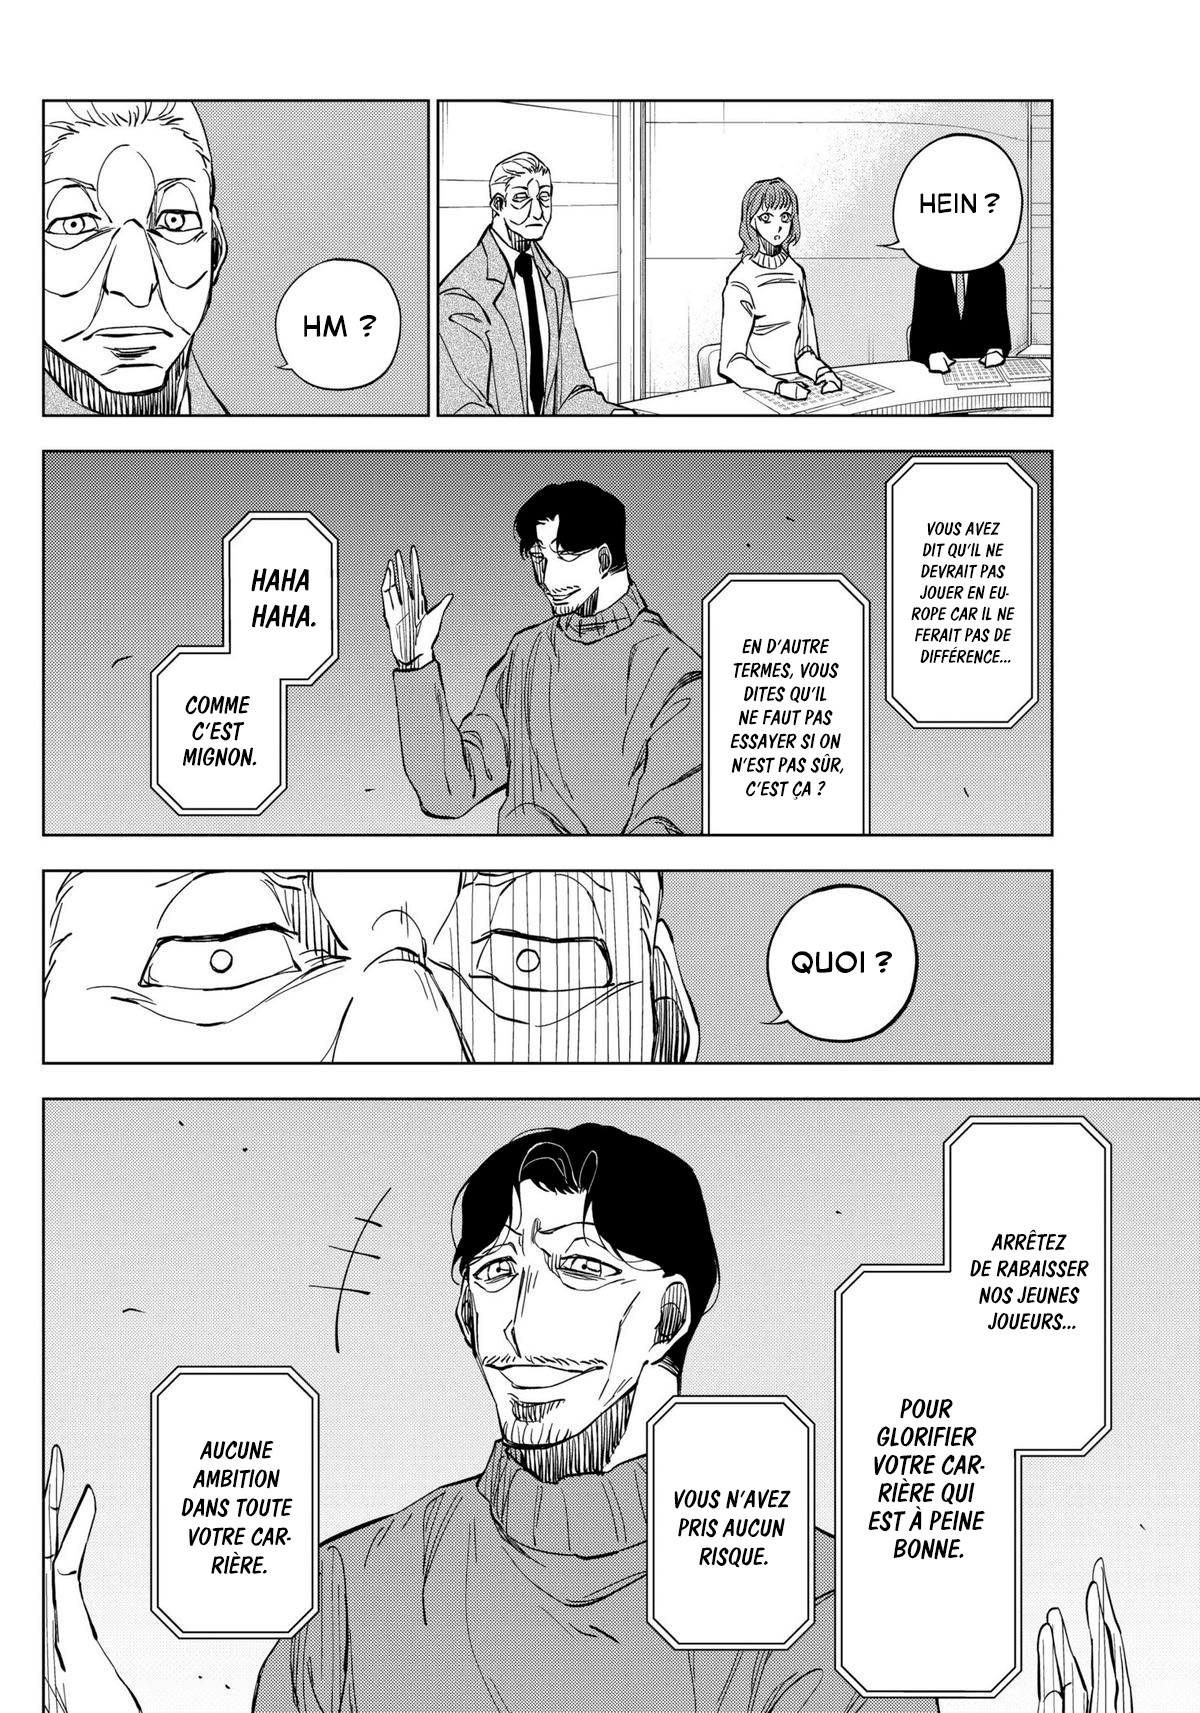 HEIN ?
HM ?
VOUS AVEZ
DIT QU'IL NE
DEVRAIT PAS
JOUER EN EU-
ROPE CAR IL NE
FERAIT PAS DE
DIFFÉRENCE...
EN D'AUTRE
TERMES, VOUS
DITES QU'IL
NE FAUT PAS
ESSAYER SI ON
N'EST PAS SÛR,
C'EST ÇA ?
HAHA
HAHA.
COMME
C'EST
MIGNON.
QUOI ?
ARRÊTEZ
DE RABAISSER
NOS JEUNES
JOUEURS...
POUR
GLORIFIER
VOTRE CAR-
RIÈRE QUI
EST À PEINE
BONNE.
VOUS N'AVEZ
PRIS AUCUN
RISQUE.
AUCUNE
AMBITION
DANS TOUTE
VOTRE CAR-
RIÈRE.